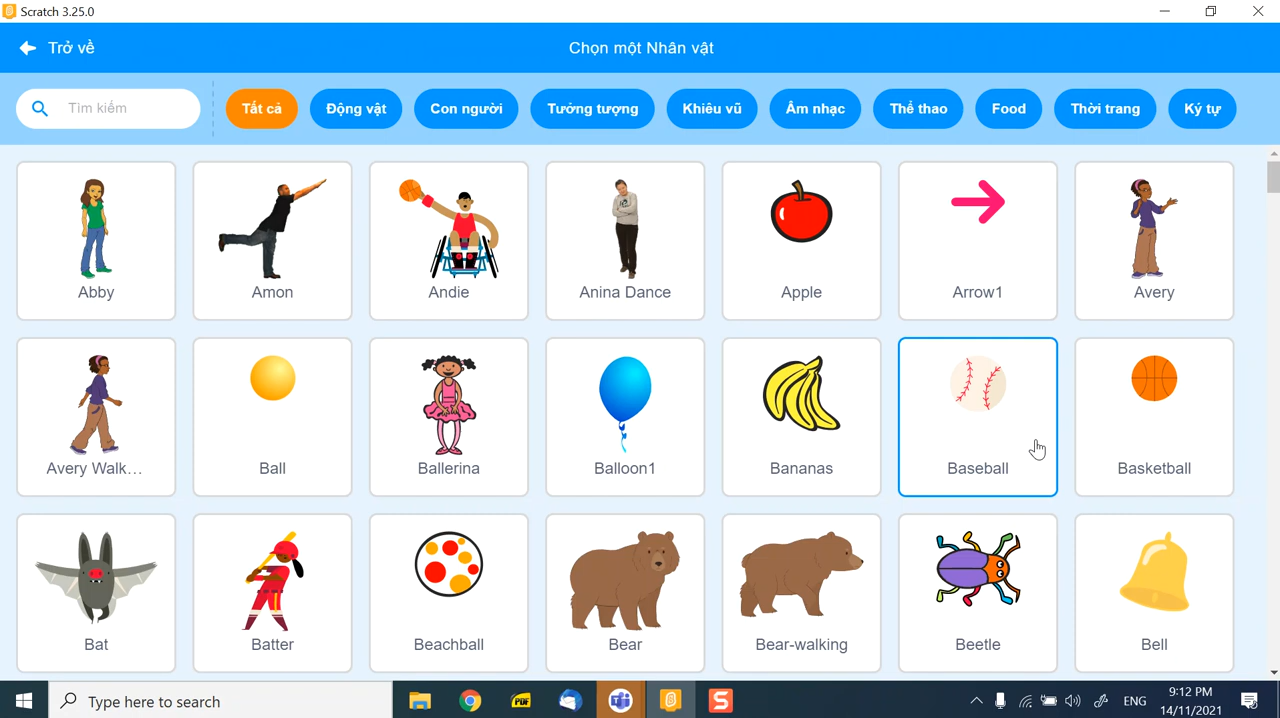 Scratch 3.25.0
Trở về
Chọn một Nhân vật
Tìm kiếm
Tất cả
Động vật
Con người
Tưởng tượng
Khiêu vũ
Âm nhạc
Thể thao
Food
Thời trang
Ký tự
Abby
Amon
Andie
Anina Dance
Apple
Arrow1
Avery
Avery Walk...
Ball
Ballerina
Balloon1
Bananas
Baseball
Basketball
Bat
Batter
Beachball
Bear
Bear-walking
Beetle
Bell
Type here to search
PDF
S
ENG
9:12 PM
14/11/2021